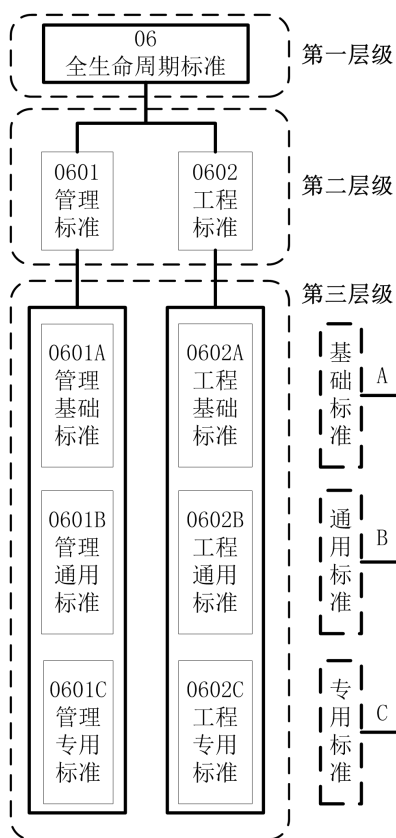 06
全生命周期标准
第一层级
0601
管理
标准
0602
工程
标准
第二层级
第三层级
0601A
管理
基础
标准
0602A
工程
基础
标准
基
础
标
准
A
0601B
管理
通用
标准
0602B
工程
通用
标准
通
用
标
准
B
0601C
管理
专用
标准
0602C
工程
专用
标准
专
用
标
准
C